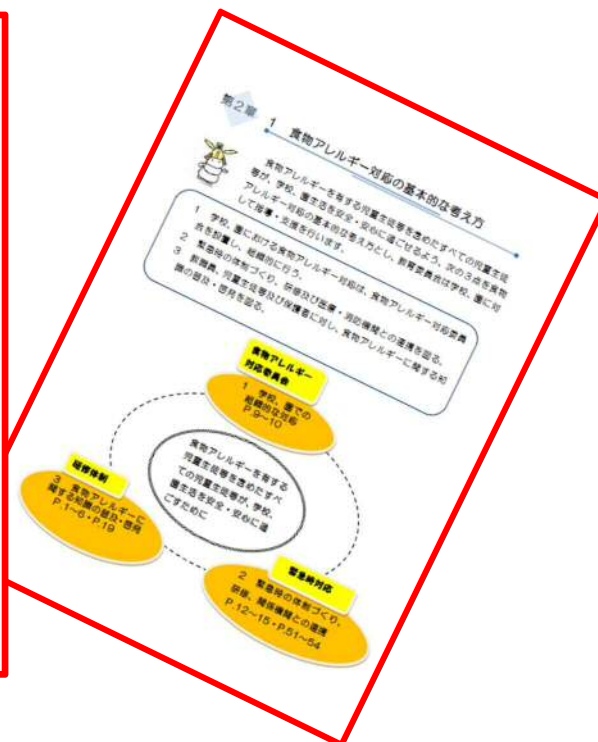 第2章
1 食物アレルギー対応の基本的な考え方
食物アレルギーを有する児童生徒等を含めたすべての児童生徒
等が、学校、園生活を安全・安心に過ごせるよう、次の3点を食物
アレルギー対応の基本的な考え方とし、教育委員会は学校、園に対
して指導・支援を行います。
1 学校、園における食物アレルギー対応は、食物アレルギー対応委員
会を設置し、組織的に行う。
2 緊急時の体制づくり、研修及び医療・消防機関との連携を図る。
3 教職員、児童生徒等及び保護者に対し、食物アレルギーに関する知
識の普及・啓発を図る。
食物アレルギー
対応委員会
1 学校、園での
組織的な対応
P.9～10
食物アレルギーを有する
児童生徒等を含めたすべ
ての児童生徒等が、学校、
園生活を安全・安心に過
ごすために
研修体制
3 食物アレルギーに
関する知識の普及・啓発
P.1～6・P.19
緊急時対応
2 緊急時の体制づくり、
研修、関係機関との連携
P.12～15・P.51～54